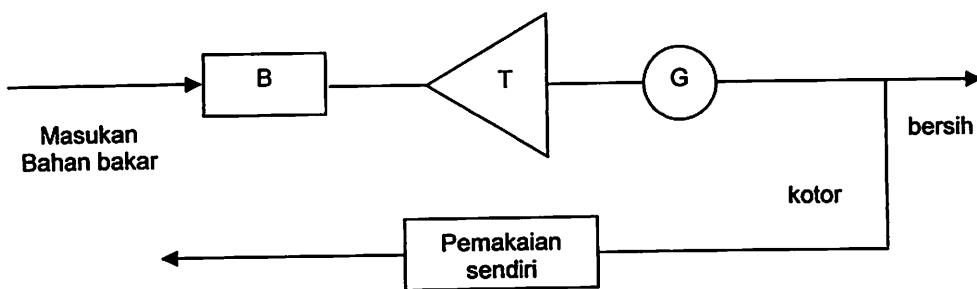 B
T
G
Masukan
Bahan bakar
bersih
kotor
Pemakaian
sendiri